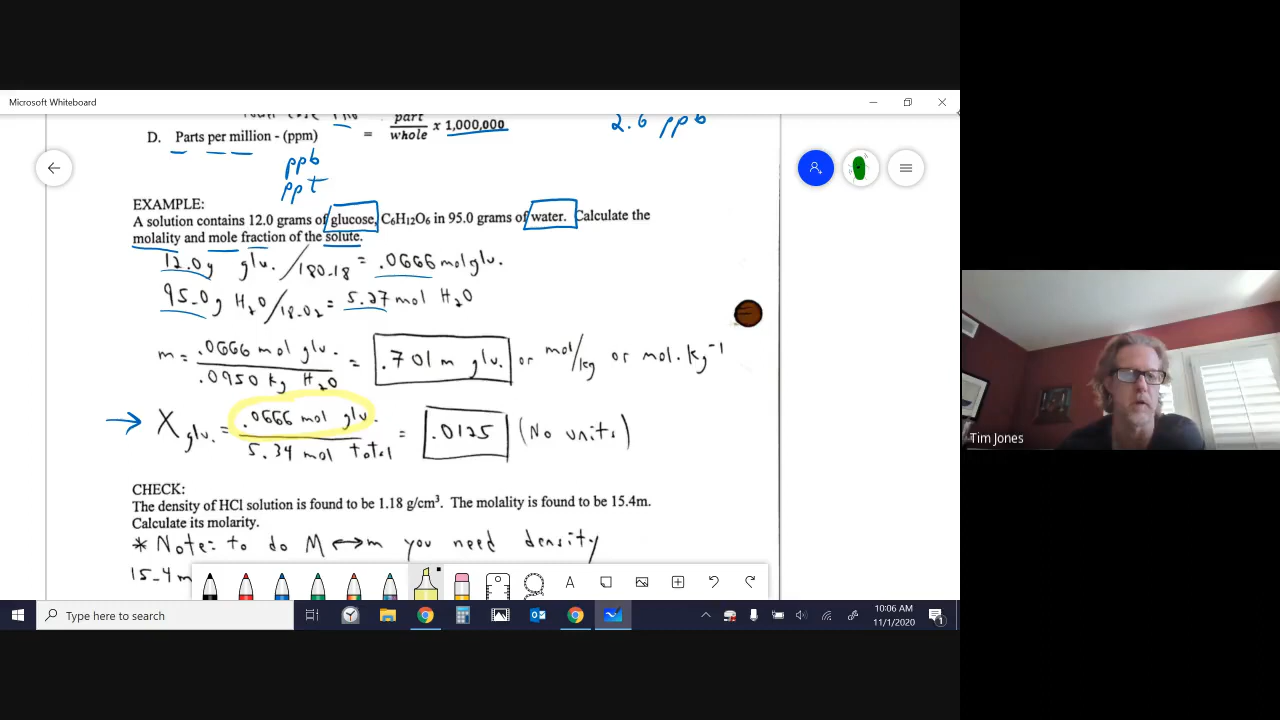 Microsoft Whiteboard
part
D. Parts per million - (ppm) = whole x 1,000,000
2.6 ppb
ppb
ppt
EXAMPLE:
A solution contains 12.0 grams of glucose, C6H12O6 in 95.0 grams of water. Calculate the
molality and mole fraction of the solute.
12.0g glu. / 180.18 = .0666 mol glu.
95.0g H2O / 18.02 = 5.27 mol H2O
m = .0666 mol glu. / .0950 kg H2O = .701 m glu. or mol/kg or mol·kg-1
→ Xglu. = .0666 mol glu. / 5.34 mol total = .0125 (No units)
CHECK:
The density of HCl solution is found to be 1.18 g/cm3. The molality is found to be 15.4m.
Calculate its molarity.
* Note: to do M ↔ m you need density
15.4 m
Type here to search
10:06 AM
11/1/2020
Tim Jones